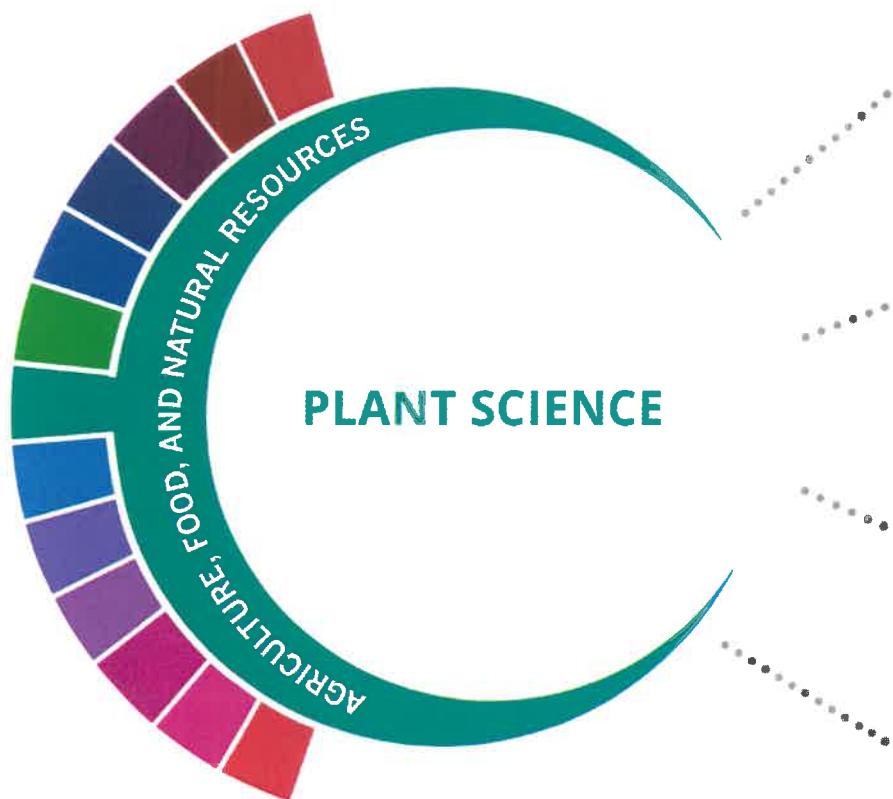 AGRICULTURE, FOOD, AND NATURAL RESOURCES
PLANT SCIENCE